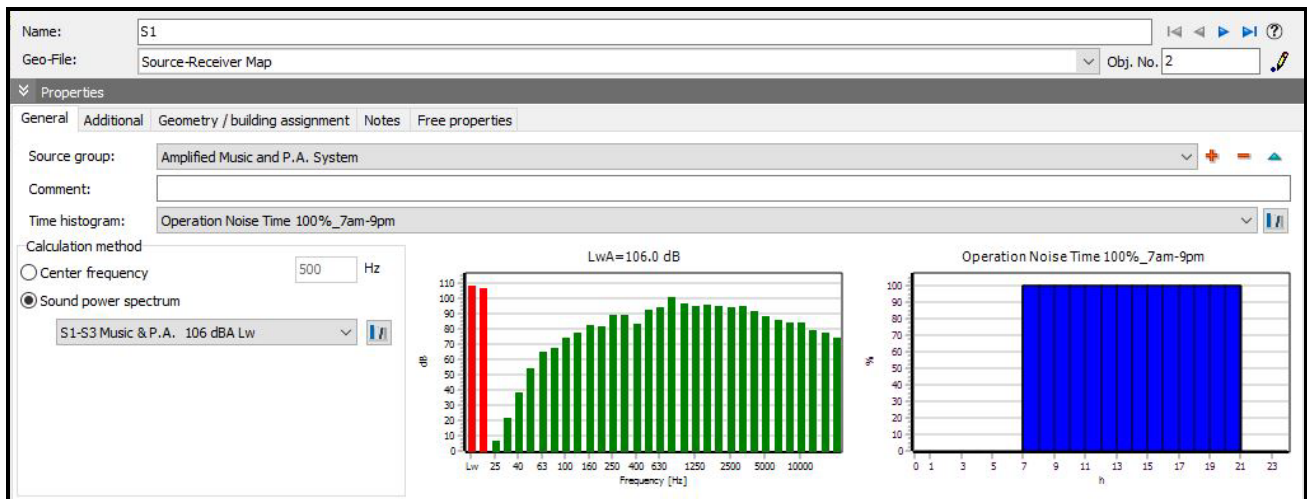 Name: S1
Geo-File: Source-Receiver Map Obj. No. 2
Properties
General Additional Geometry / building assignment Notes Free properties
Source group: Amplified Music and P.A. System
Comment:
Time histogram: Operation Noise Time 100%_7am-9pm
Calculation method
Center frequency 500 Hz
Sound power spectrum
S1-S3 Music & P.A. 106 dBA Lw
LwA=106.0 dB
110
100
90
80
70
60
50
40
30
20
10
0
dB
Lw 25 40 63 100 160 250 400 630 1250 2500 5000 10000
Frequency [Hz]
Operation Noise Time 100%_7am-9pm
100
90
80
70
60
50
40
30
20
10
0
%
0 1 3 5 7 9 11 13 15 17 19 21 23
h